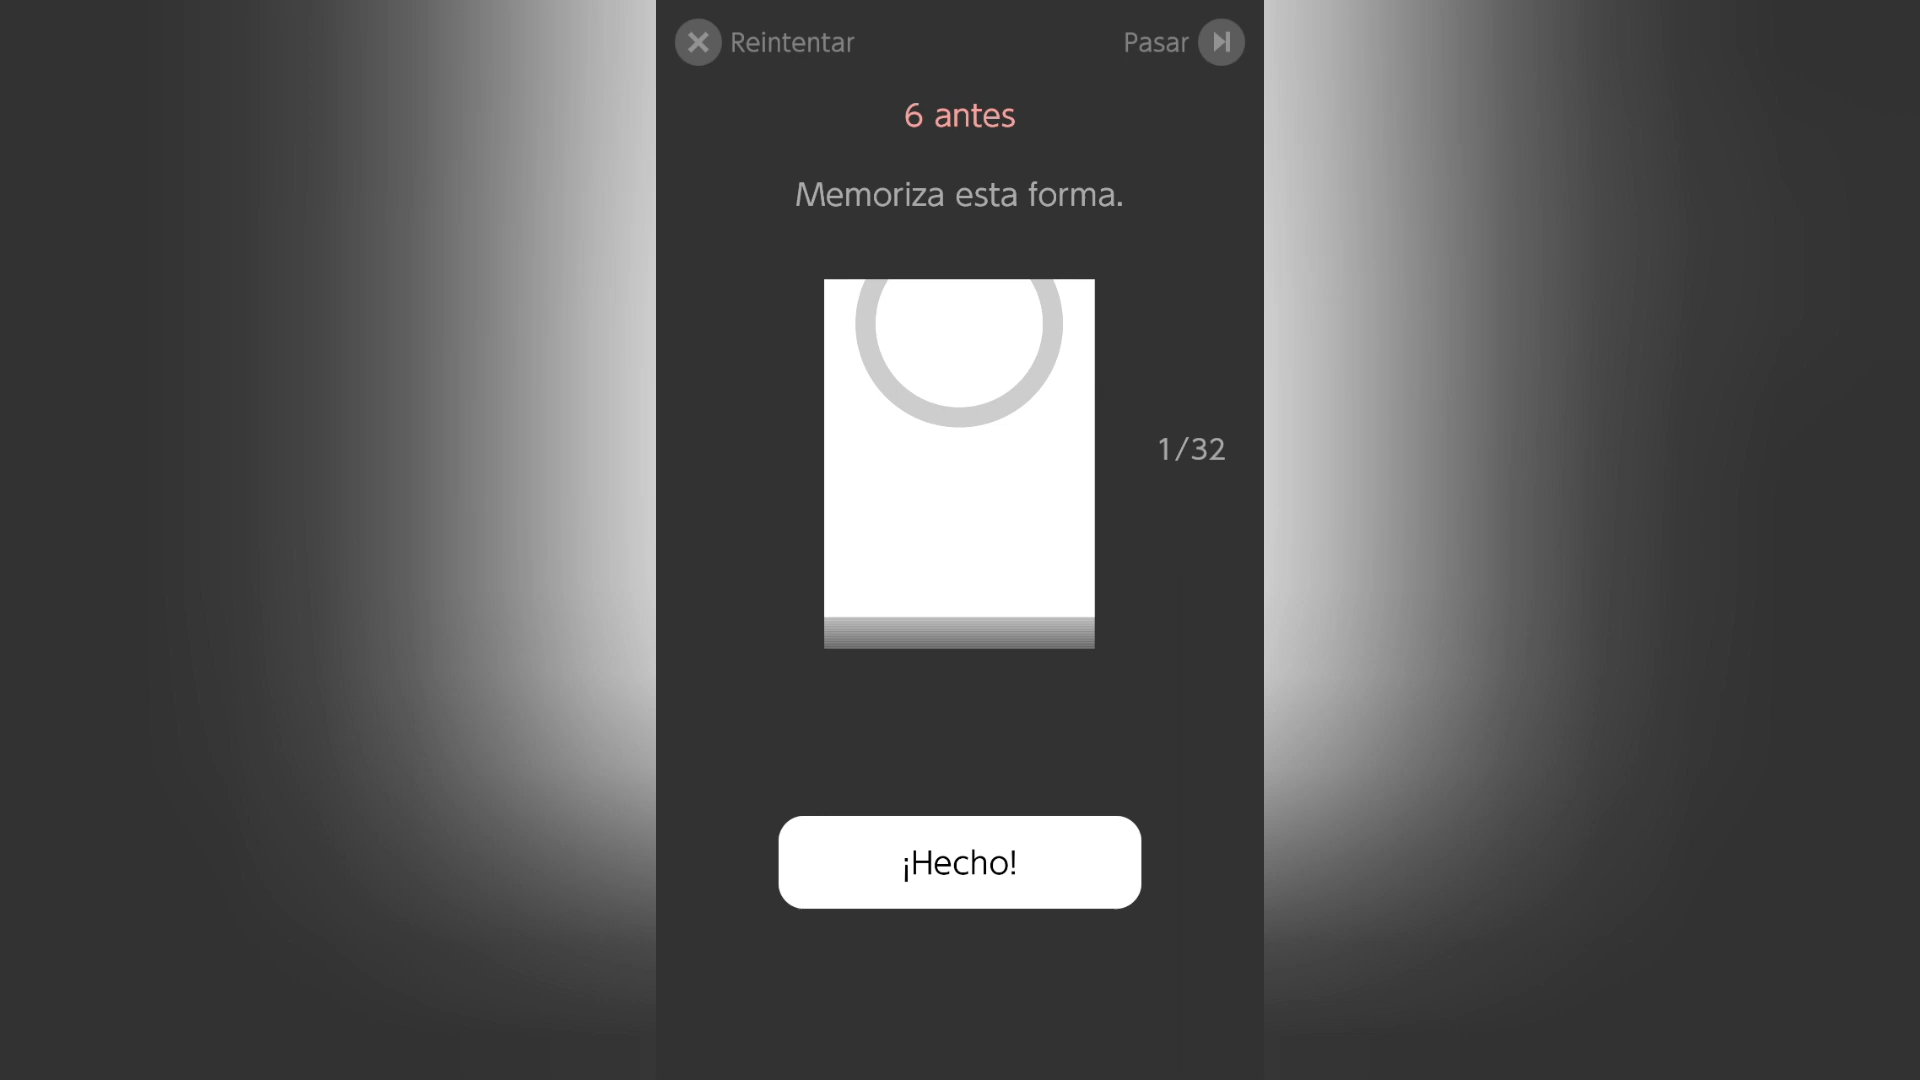 Reintentar
Pasar
6 antes
Memoriza esta forma.
1/32
¡Hecho!